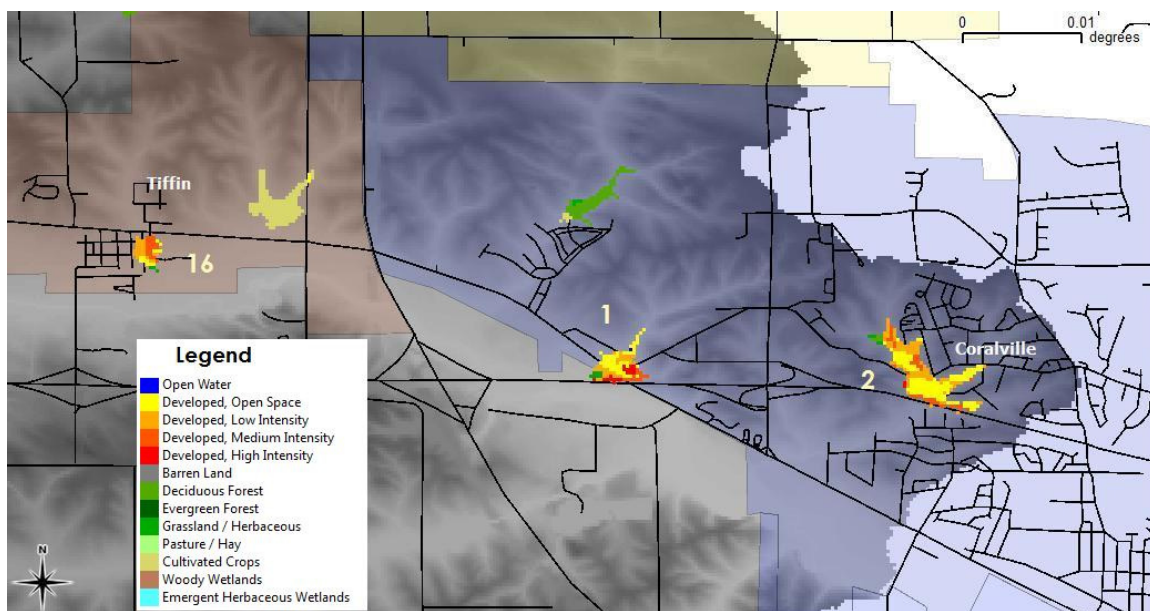 0 0.01
degrees
Tiffin
16
1
Coralville
2
Legend
Open Water
Developed, Open Space
Developed, Low Intensity
Developed, Medium Intensity
Developed, High Intensity
Barren Land
Deciduous Forest
Evergreen Forest
Grassland / Herbaceous
Pasture / Hay
Cultivated Crops
Woody Wetlands
Emergent Herbaceous Wetlands
N